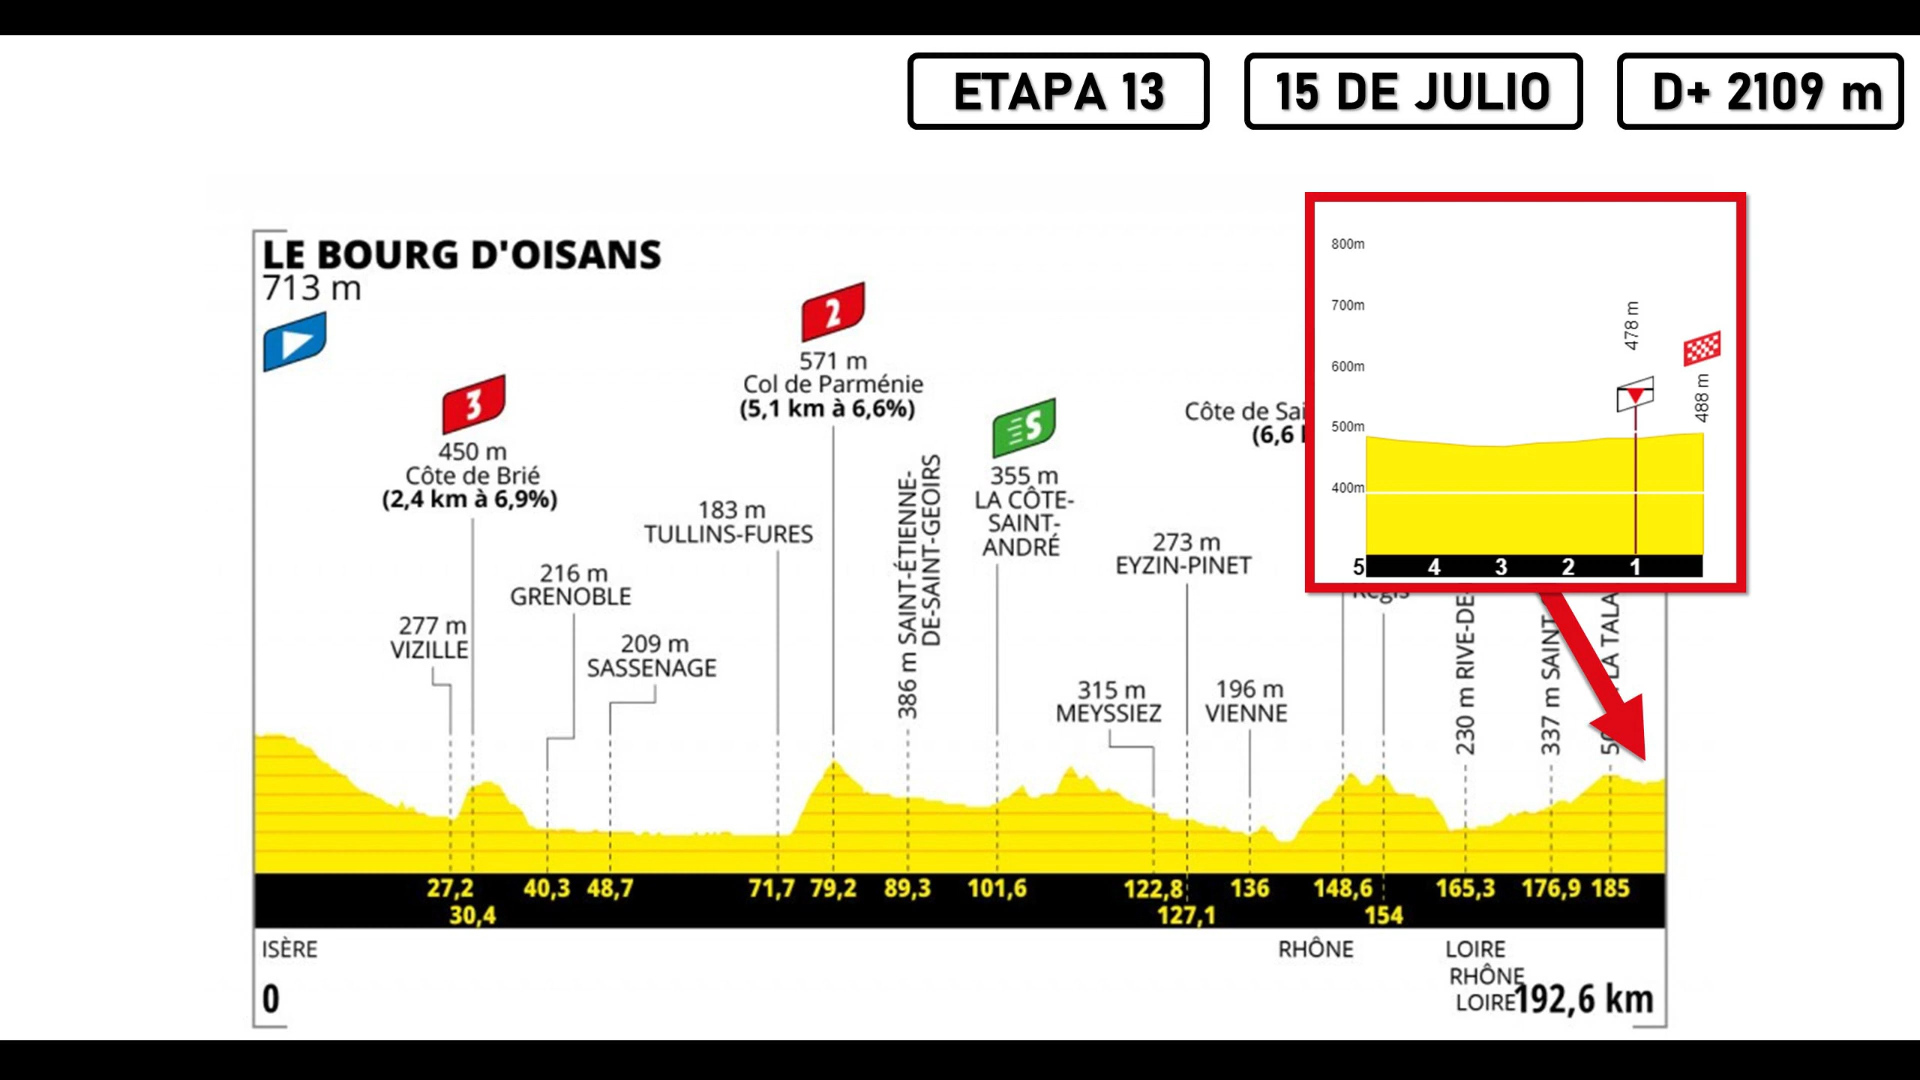 ETAPA 13
15 DE JULIO
D+ 2109 m
LE BOURG D'OISANS
713 m
3
450 m
Côte de Brié
(2,4 km à 6,9%)
2
571 m
Col de Parménie
(5,1 km à 6,6%)
S
355 m
LA CÔTE-
SAINT-
ANDRÉ
Côte de
(6,6
800m
700m
600m
500m
400m
478 m
488 m
5 4 3 2 1
277 m
VIZILLE
216 m
GRENOBLE
209 m
SASSENAGE
183 m
TULLINS-FURES
386 m SAINT-ÉTIENNE-
DE-SAINT-GEOIRS
315 m
MEYSSIEZ
273 m
EYZIN-PINET
196 m
VIENNE
230 m RIVE-DE-
337 m SAINT
LA
27,2 40,3 48,7 71,7 79,2 89,3 101,6 122,8 136 148,6 165,3 176,9 185
30,4 127,1 154
ISÈRE RHÔNE LOIRE
RHÔNE
LOIRE
0 192,6 km